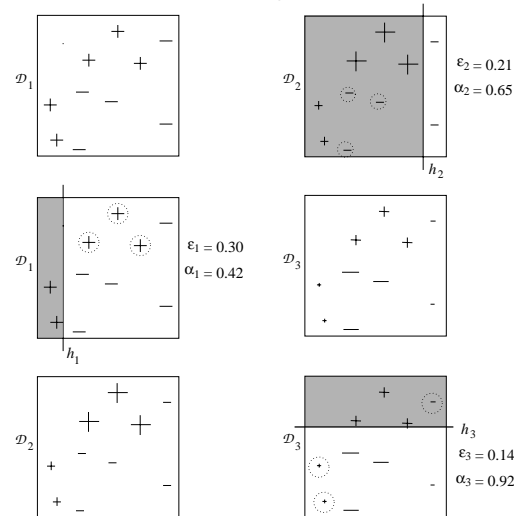 𝒟1
𝒟1
h1
ε1 = 0.30
α1 = 0.42
𝒟2
𝒟2
h2
ε2 = 0.21
α2 = 0.65
𝒟3
𝒟3
h3
ε3 = 0.14
α3 = 0.92